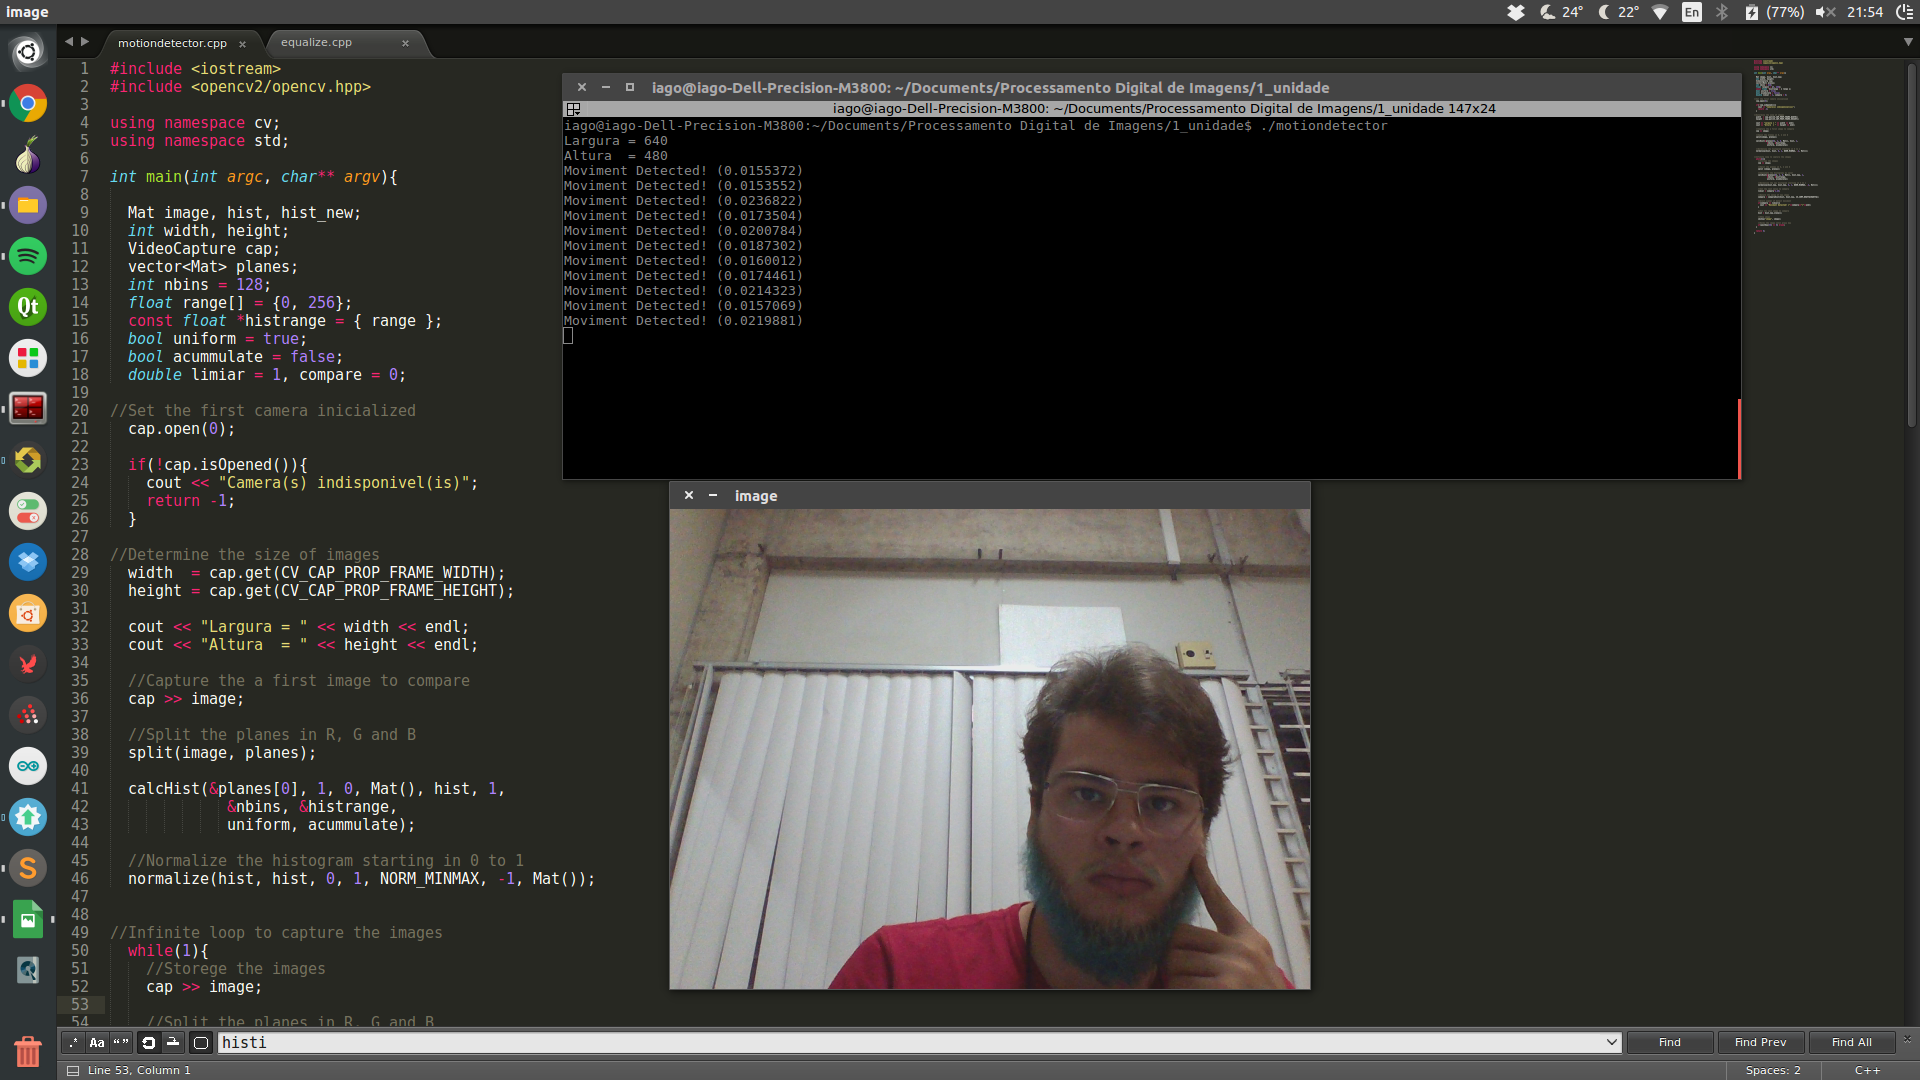 image
24°
22°
En
(77%)
21:54
motiondetector.cpp
equalize.cpp
1 #include <iostream>
2 #include <opencv2/opencv.hpp>
3
4 using namespace cv;
5 using namespace std;
6
7 int main(int argc, char** argv){
8
9 Mat image, hist, hist_new;
10 int width, height;
11 VideoCapture cap;
12 vector<Mat> planes;
13 int nbins = 128;
14 float range[] = {0, 256};
15 const float *histrange = { range };
16 bool uniform = true;
17 bool acummulate = false;
18 double limiar = 1, compare = 0;
19
20 //Set the first camera inicialized
21 cap.open(0);
22
23 if(!cap.isOpened()){
24 cout << "Camera(s) indisponivel(is)";
25 return -1;
26 }
27
28 //Determine the size of images
29 width  = cap.get(CV_CAP_PROP_FRAME_WIDTH);
30 height = cap.get(CV_CAP_PROP_FRAME_HEIGHT);
31
32 cout << "Largura = " << width << endl;
33 cout << "Altura  = " << height << endl;
34
35 //Capture the a first image to compare
36 cap >> image;
37
38 //Split the planes in R, G and B
39 split(image, planes);
40
41 calcHist(&planes[0], 1, 0, Mat(), hist, 1,
42 &nbins, &histrange,
43 uniform, acummulate);
44
45 //Normalize the histogram starting in 0 to 1
46 normalize(hist, hist, 0, 1, NORM_MINMAX, -1, Mat());
47
48
49 //Infinite loop to capture the images
50 while(1){
51 //Storege the images
52 cap >> image;
53
54 //Split the planes in R, G and B
iago@iago-Dell-Precision-M3800: ~/Documents/Processamento Digital de Imagens/1_unidade
iago@iago-Dell-Precision-M3800: ~/Documents/Processamento Digital de Imagens/1_unidade 147x24
iago@iago-Dell-Precision-M3800:~/Documents/Processamento Digital de Imagens/1_unidade$ ./motiondetector
Largura = 640
Altura  = 480
Moviment Detected! (0.0155372)
Moviment Detected! (0.0153552)
Moviment Detected! (0.0236822)
Moviment Detected! (0.0173504)
Moviment Detected! (0.0200784)
Moviment Detected! (0.0187302)
Moviment Detected! (0.0160012)
Moviment Detected! (0.0174461)
Moviment Detected! (0.0214323)
Moviment Detected! (0.0157069)
Moviment Detected! (0.0219881)
image
Qt
S
.* Aa “” histi Find Find Prev Find All
Line 53, Column 1
Spaces: 2
C++